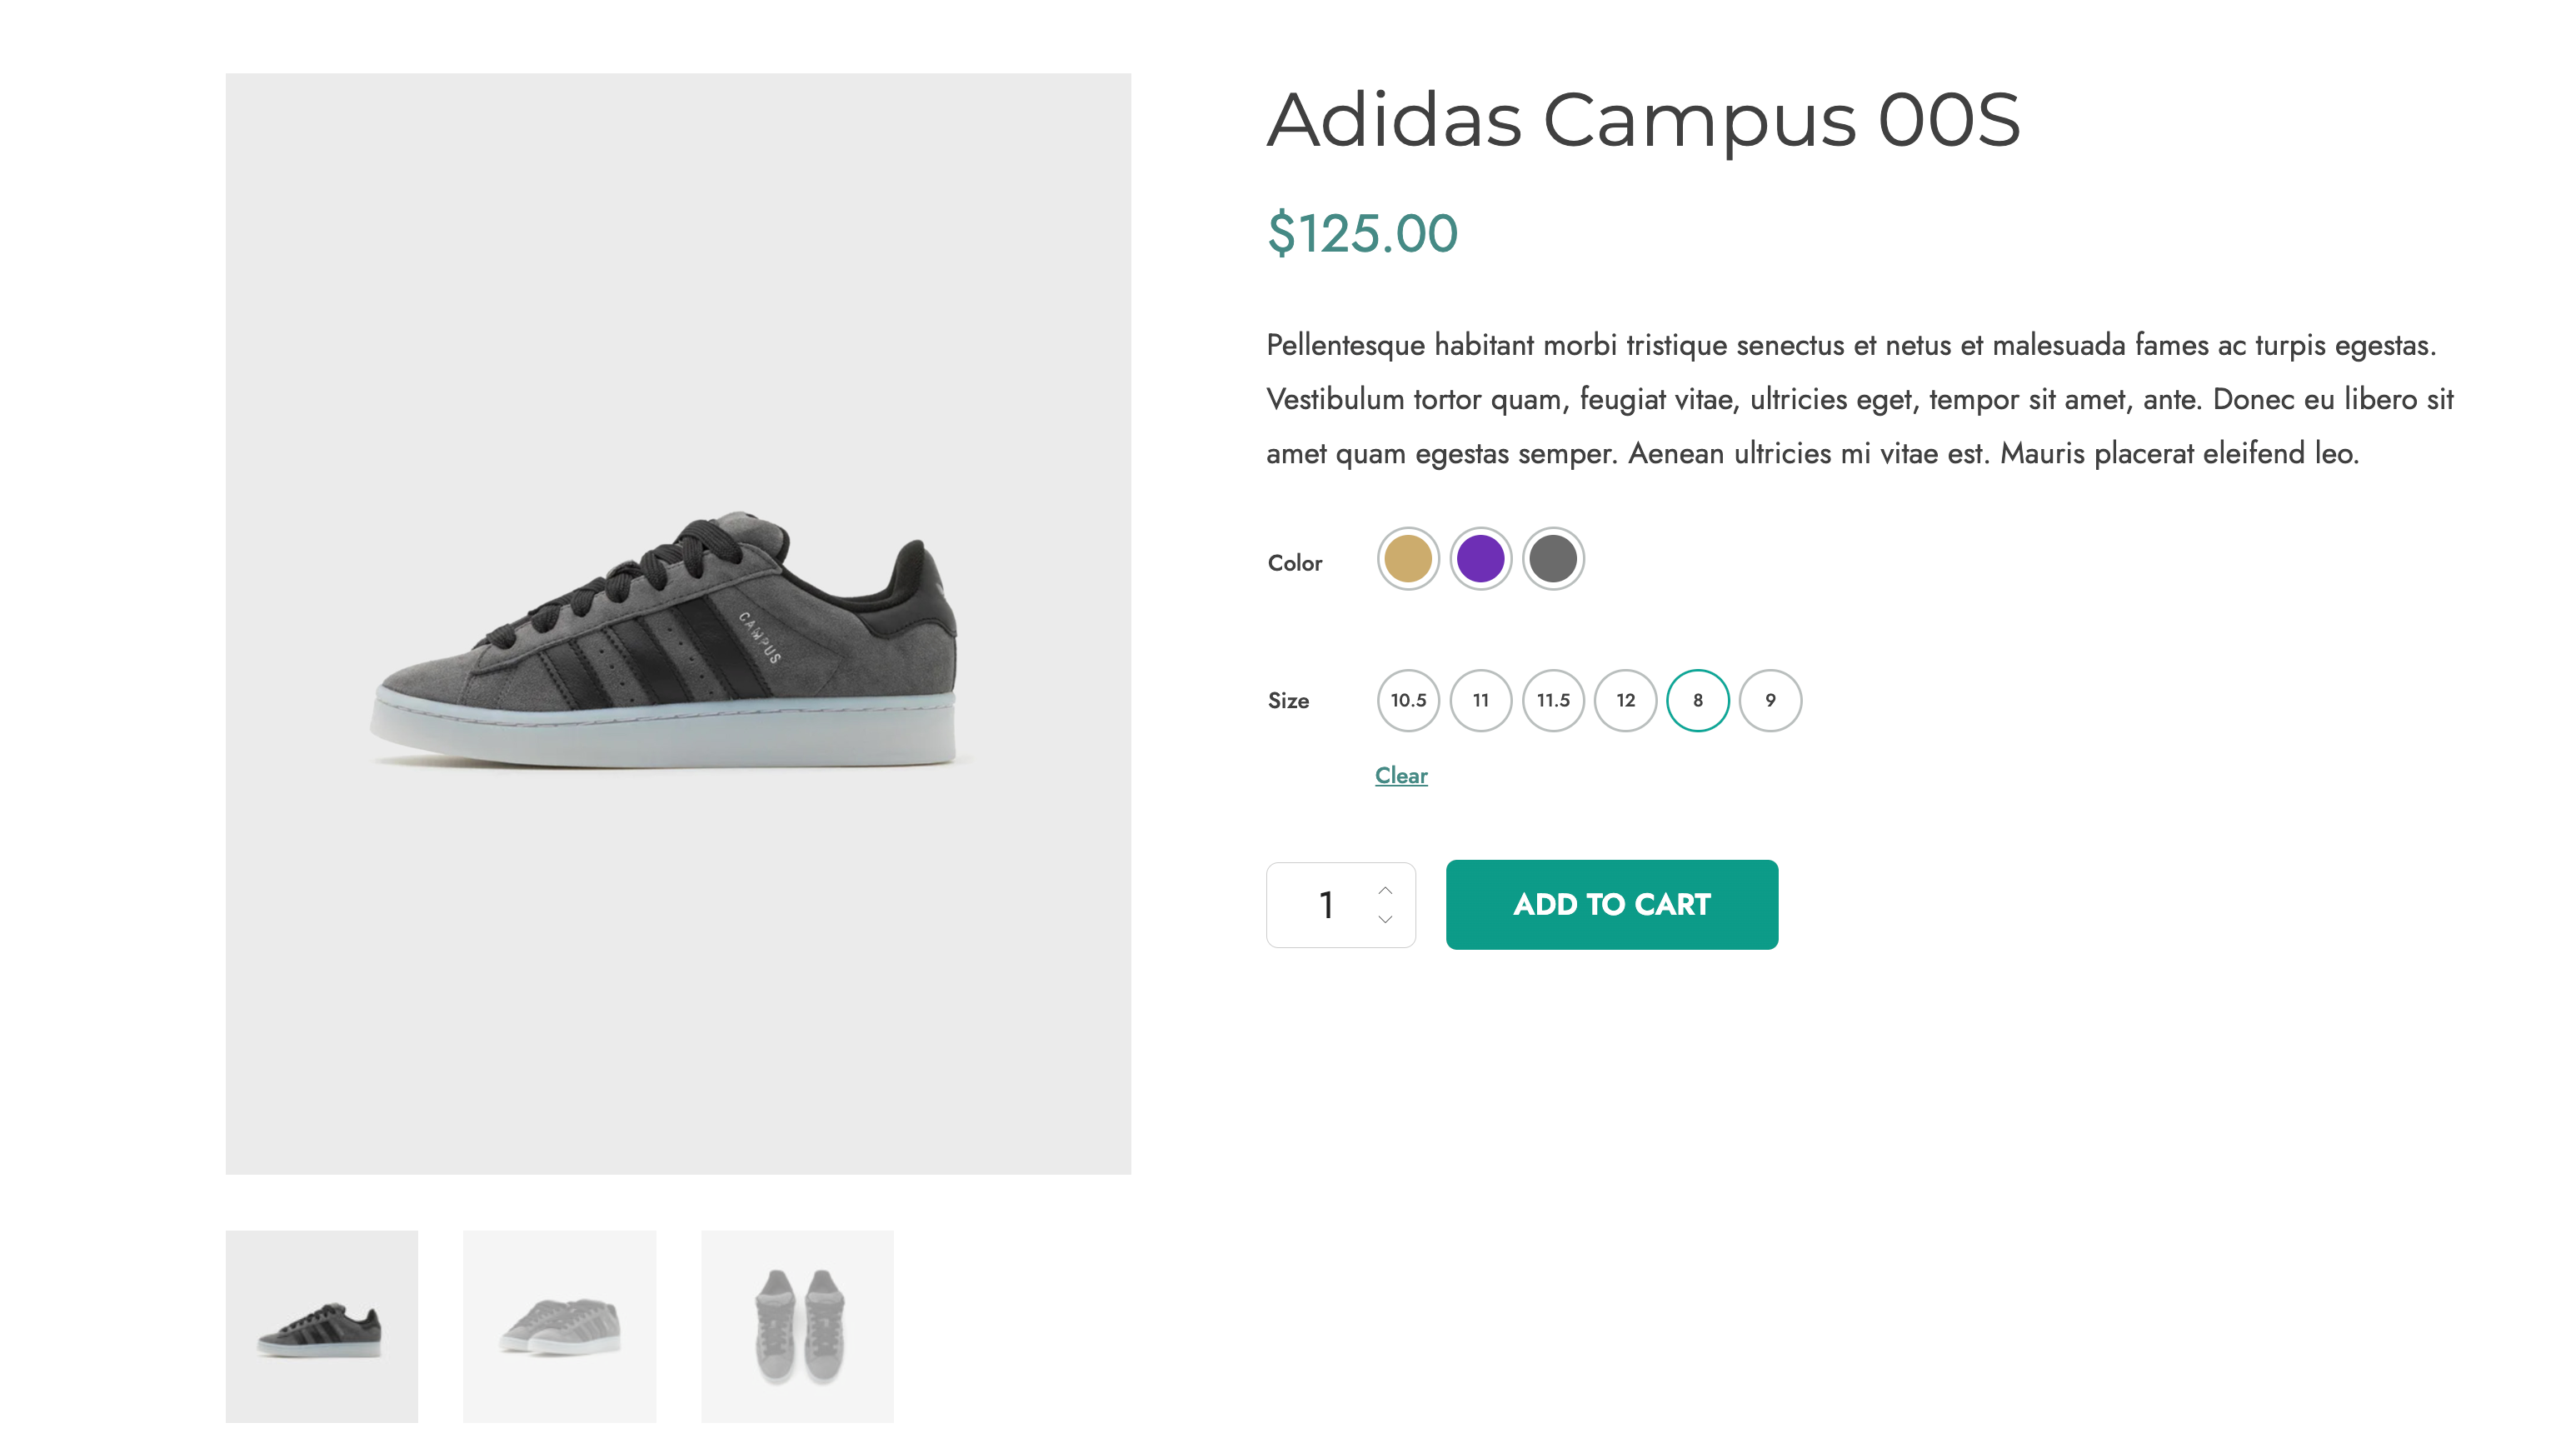 Adidas Campus 00S
$125.00
Pellentesque habitant morbi tristique senectus et netus et malesuada fames ac turpis egestas.
Vestibulum tortor quam, feugiat vitae, ultricies eget, tempor sit amet, ante. Donec eu libero sit
amet quam egestas semper. Aenean ultricies mi vitae est. Mauris placerat eleifend leo.
CAMPUS
Color
Size 10.5 11 11.5 12 8 9
Clear
1 ADD TO CART